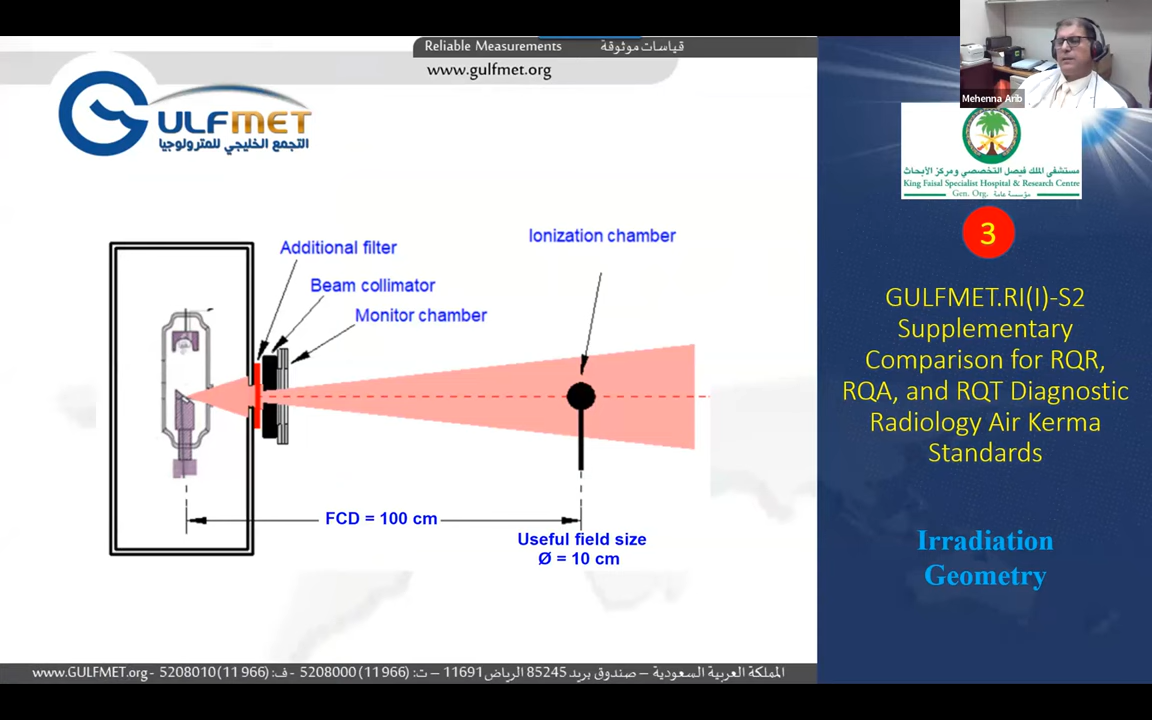 Reliable Measurements قياسات موثوقة
www.gulfmet.org
GULFMET
التجمع الخليجي للمترولوجيا
Additional filter
Beam collimator
Monitor chamber
Ionization chamber
FCD = 100 cm
Useful field size
Ø = 10 cm
المملكة العربية السعودية – صندوق بريد 85245 الرياض 11691 – ت: (11966) 5208000 - ف: (11966) 5208010 - www.GULFMET.org
Mehenna Arib
مستشفى الملك فيصل التخصصي ومركز الأبحاث
King Faisal Specialist Hospital & Research Centre
Gen. Org. مؤسسة عامة
3
GULFMET.RI(I)-S2
Supplementary
Comparison for RQR,
RQA, and RQT Diagnostic
Radiology Air Kerma
Standards
Irradiation
Geometry